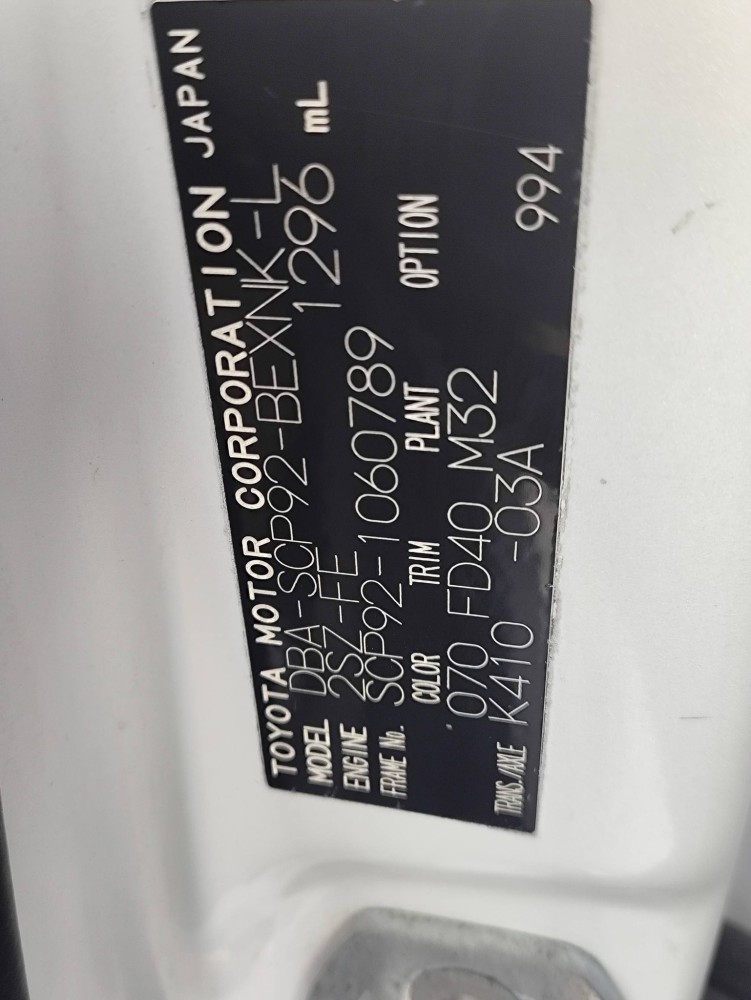 TOYOTA MOTOR CORPORATION JAPAN
MODEL DBA-SCP92-BEXNK-L
ENGINE 2SZ-FE 1296 mL
FRAME No. SCP92-1060789
COLOR TRIM PLANT OPTION
070 FD40 M32
TRANS./AXLE K410 -03A 994